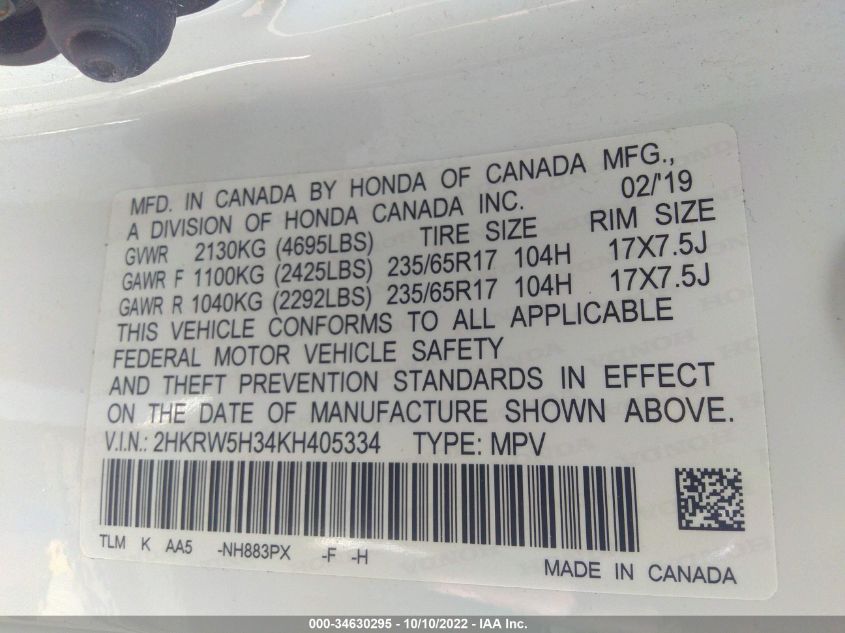 MFD. IN CANADA BY HONDA OF CANADA MFG.,
A DIVISION OF HONDA CANADA INC. 02/'19
GVWR 2130KG (4695LBS) TIRE SIZE RIM SIZE
GAWR F 1100KG (2425LBS) 235/65R17 104H 17X7.5J
GAWR R 1040KG (2292LBS) 235/65R17 104H 17X7.5J
THIS VEHICLE CONFORMS TO ALL APPLICABLE
FEDERAL MOTOR VEHICLE SAFETY
AND THEFT PREVENTION STANDARDS IN EFFECT
ON THE DATE OF MANUFACTURE SHOWN ABOVE.
V.I.N.: 2HKRW5H34KH405334 TYPE: MPV
TLM K AA5 -NH883PX -F -H
MADE IN CANADA
000-34630295 - 10/10/2022 - IAA Inc.